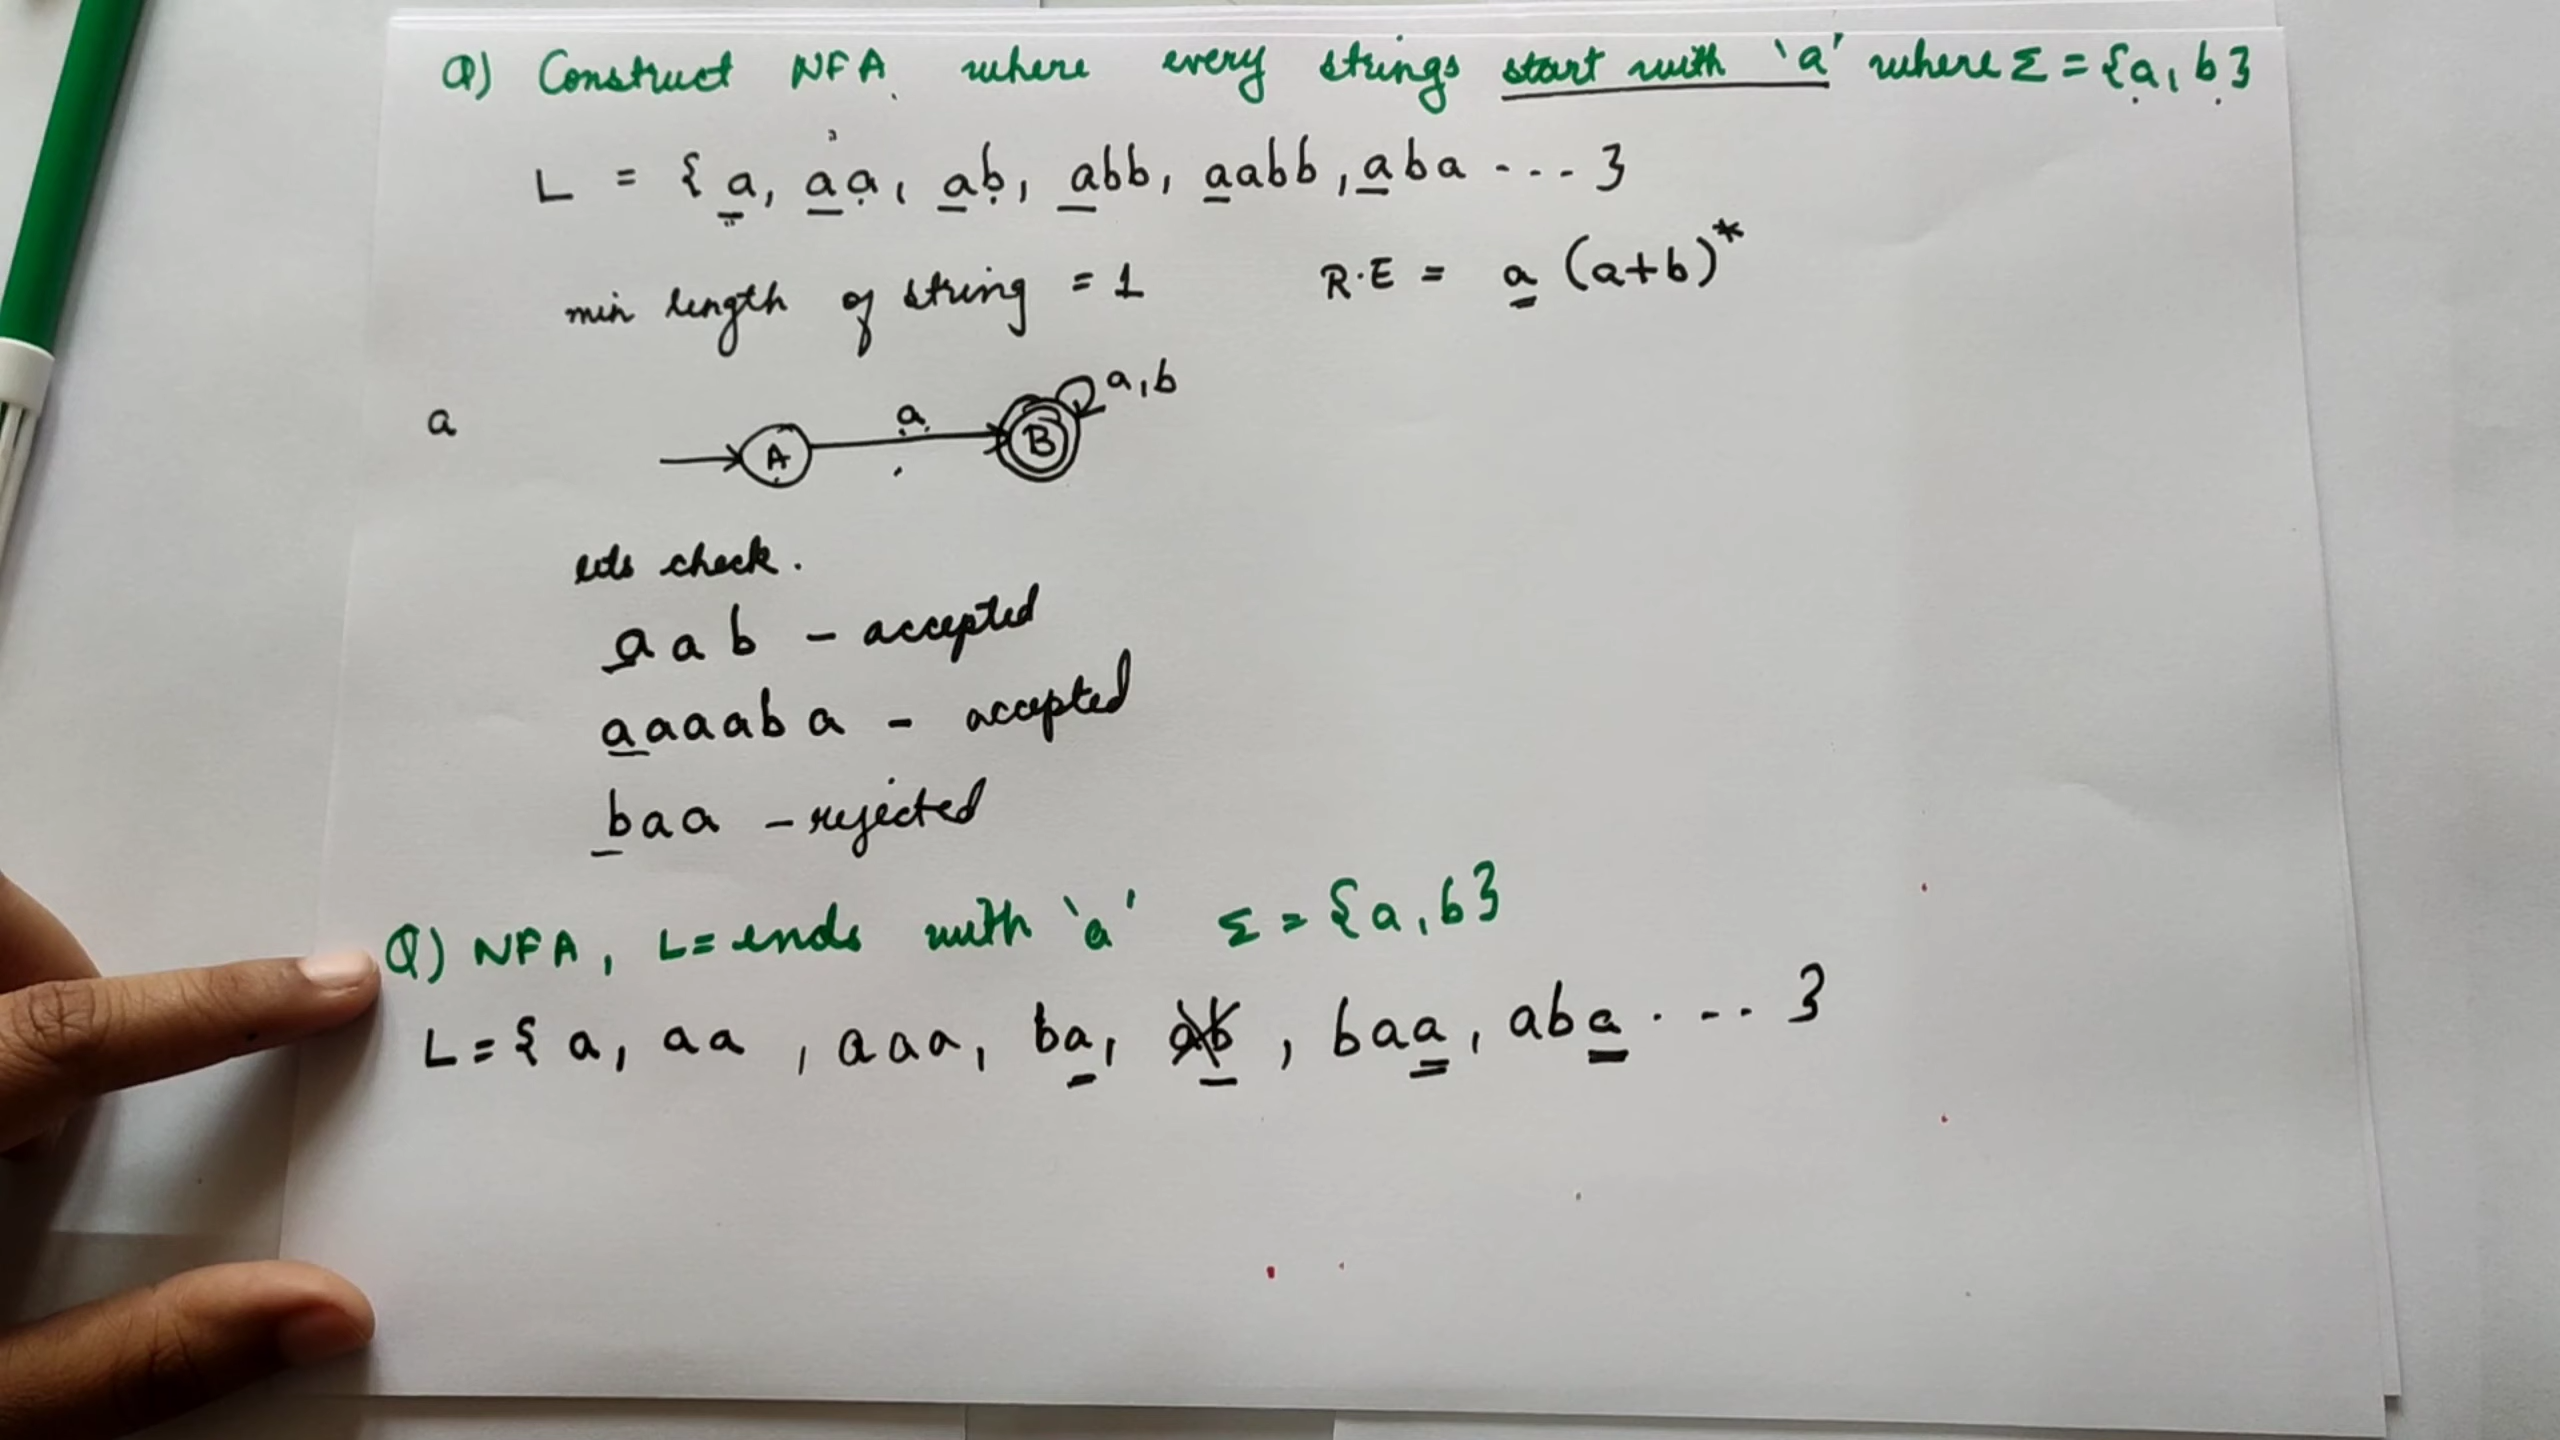 Q) Construct NFA where every strings start with 'a' where Σ = {a, b}
L = { a, aa, ab, abb, aabb, aba ---- }
min length of string = 1 R.E = a (a+b)*
a A a B a,b
lets check.
aab - accepted
aaaaba - accepted
baa - rejected
Q) NFA, L= ends with 'a' Σ = {a, b}
L = { a, aa, aaa, ba, ab, baa, aba . - - - }